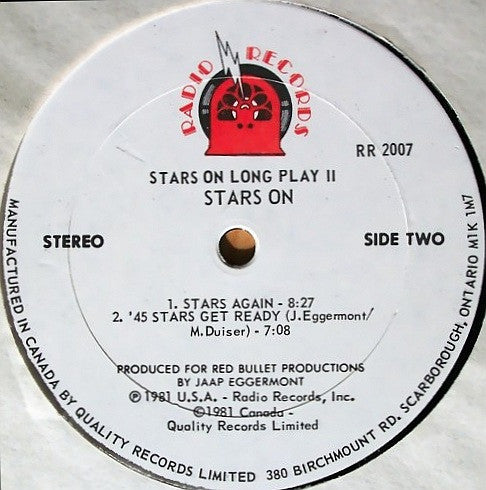 RADIO RECORDS
RR 2007
STARS ON LONG PLAY II
STARS ON
STEREO
SIDE TWO
1. STARS AGAIN - 8:27
2. '45 STARS GET READY (J.Eggermont/
M.Duiser) - 7:08
PRODUCED FOR RED BULLET PRODUCTIONS
BY JAAP EGGERMONT
℗1981 U.S.A. - Radio Records, Inc.
©1981 Canada -
Quality Records Limited
MANUFACTURED IN CANADA BY QUALITY RECORDS LIMITED 380 BIRCHMOUNT RD. SCARBOROUGH, ONTARIO M1K 1M7